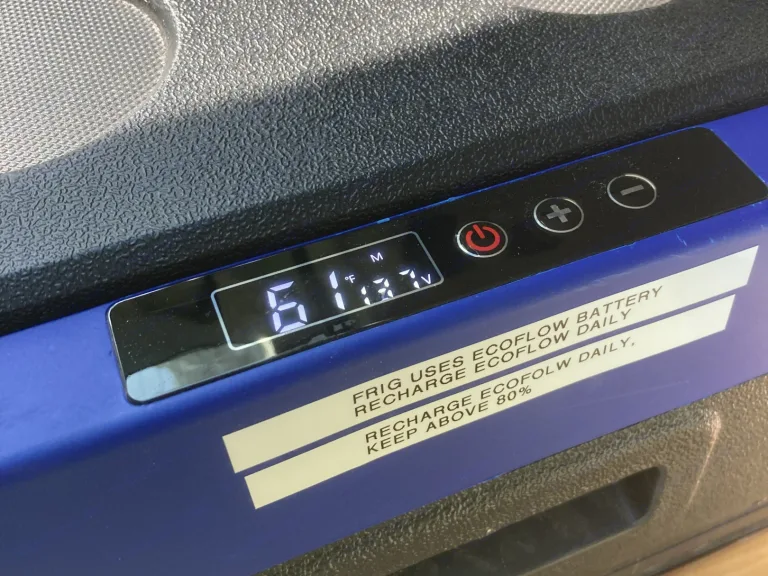 61 °F M
V
FRIG USES ECOFLOW BATTERY
RECHARGE ECOFLOW DAILY
RECHARGE ECOFOLW DAILY,
KEEP ABOVE 80%